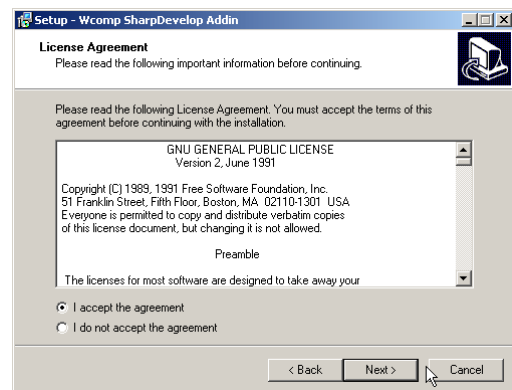 Setup - Wcomp SharpDevelop Addin
License Agreement
Please read the following important information before continuing.
Please read the following License Agreement. You must accept the terms of this
agreement before continuing with the installation.
GNU GENERAL PUBLIC LICENSE
Version 2, June 1991
Copyright (C) 1989, 1991 Free Software Foundation, Inc.
51 Franklin Street, Fifth Floor, Boston, MA 02110-1301 USA
Everyone is permitted to copy and distribute verbatim copies
of this license document, but changing it is not allowed.
Preamble
The licenses for most software are designed to take away your
I accept the agreement
I do not accept the agreement
< Back
Next >
Cancel